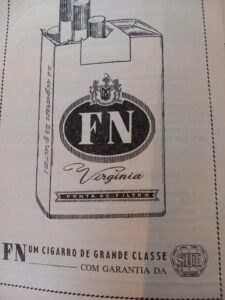 FN
Virginia
PONTA DE FILTRO
FN UM CIGARRO DE GRANDE CLASSE
COM GARANTIA DA